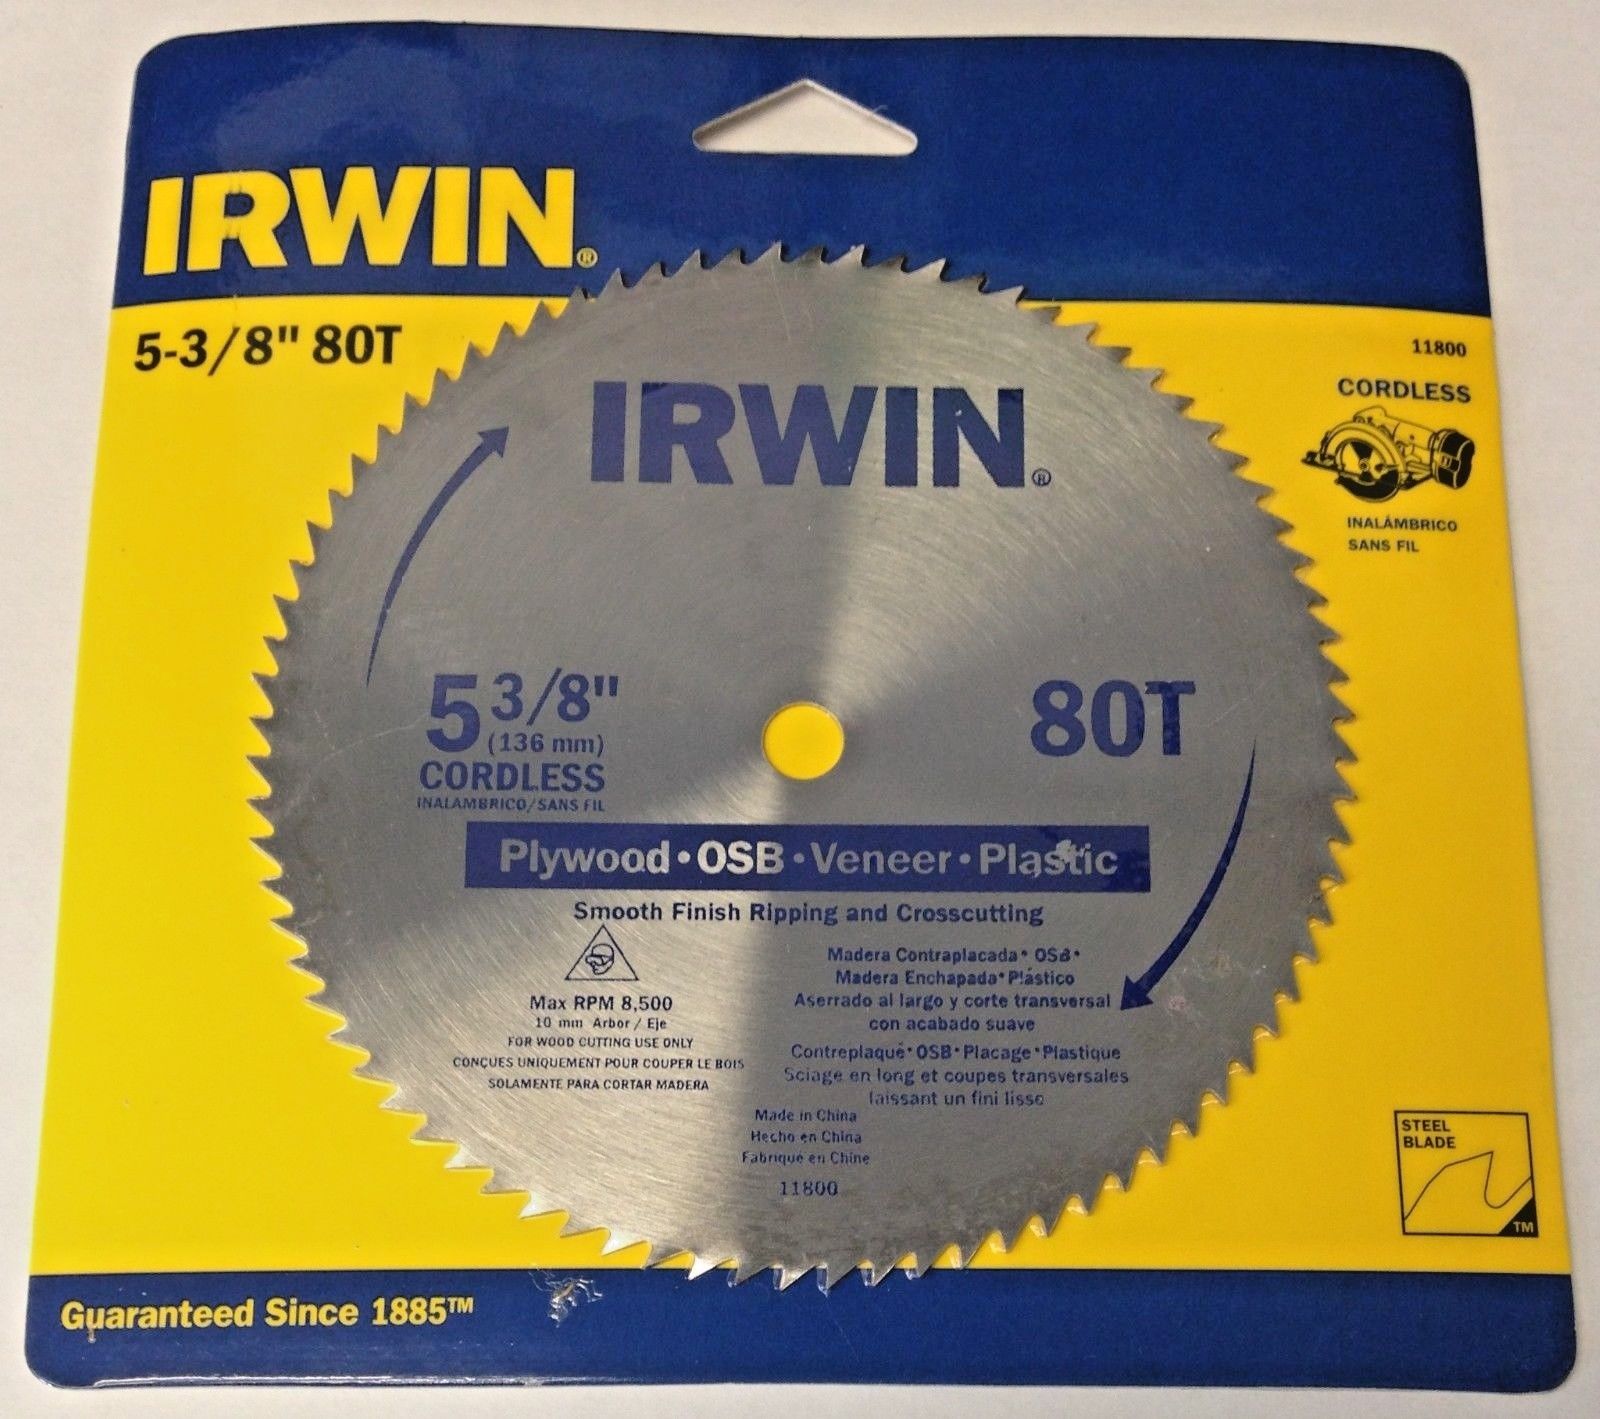 IRWIN®
5-3/8" 80T
11800
CORDLESS
INALÁMBRICO
SANS FIL
IRWIN®
5 3/8"
(136 mm)
CORDLESS
INALAMBRICO/SANS FIL
80T
Plywood • OSB • Veneer • Plastic
Smooth Finish Ripping and Crosscutting
Max RPM 8,500
10 mm Arbor / Eje
FOR WOOD CUTTING USE ONLY
CONÇUES UNIQUEMENT POUR COUPER LE BOIS
SOLAMENTE PARA CORTAR MADERA
Madera Contraplacada • OSB •
Madera Enchapada • Plástico
Aserrado al largo y corte transversal
con acabado suave
Contreplaqué • OSB • Placage • Plastique
Sciage en long et coupes transversales
laissant un fini lisse
Made in China
Hecho en China
Fabriqué en Chine
11800
STEEL
BLADE
TM
Guaranteed Since 1885™